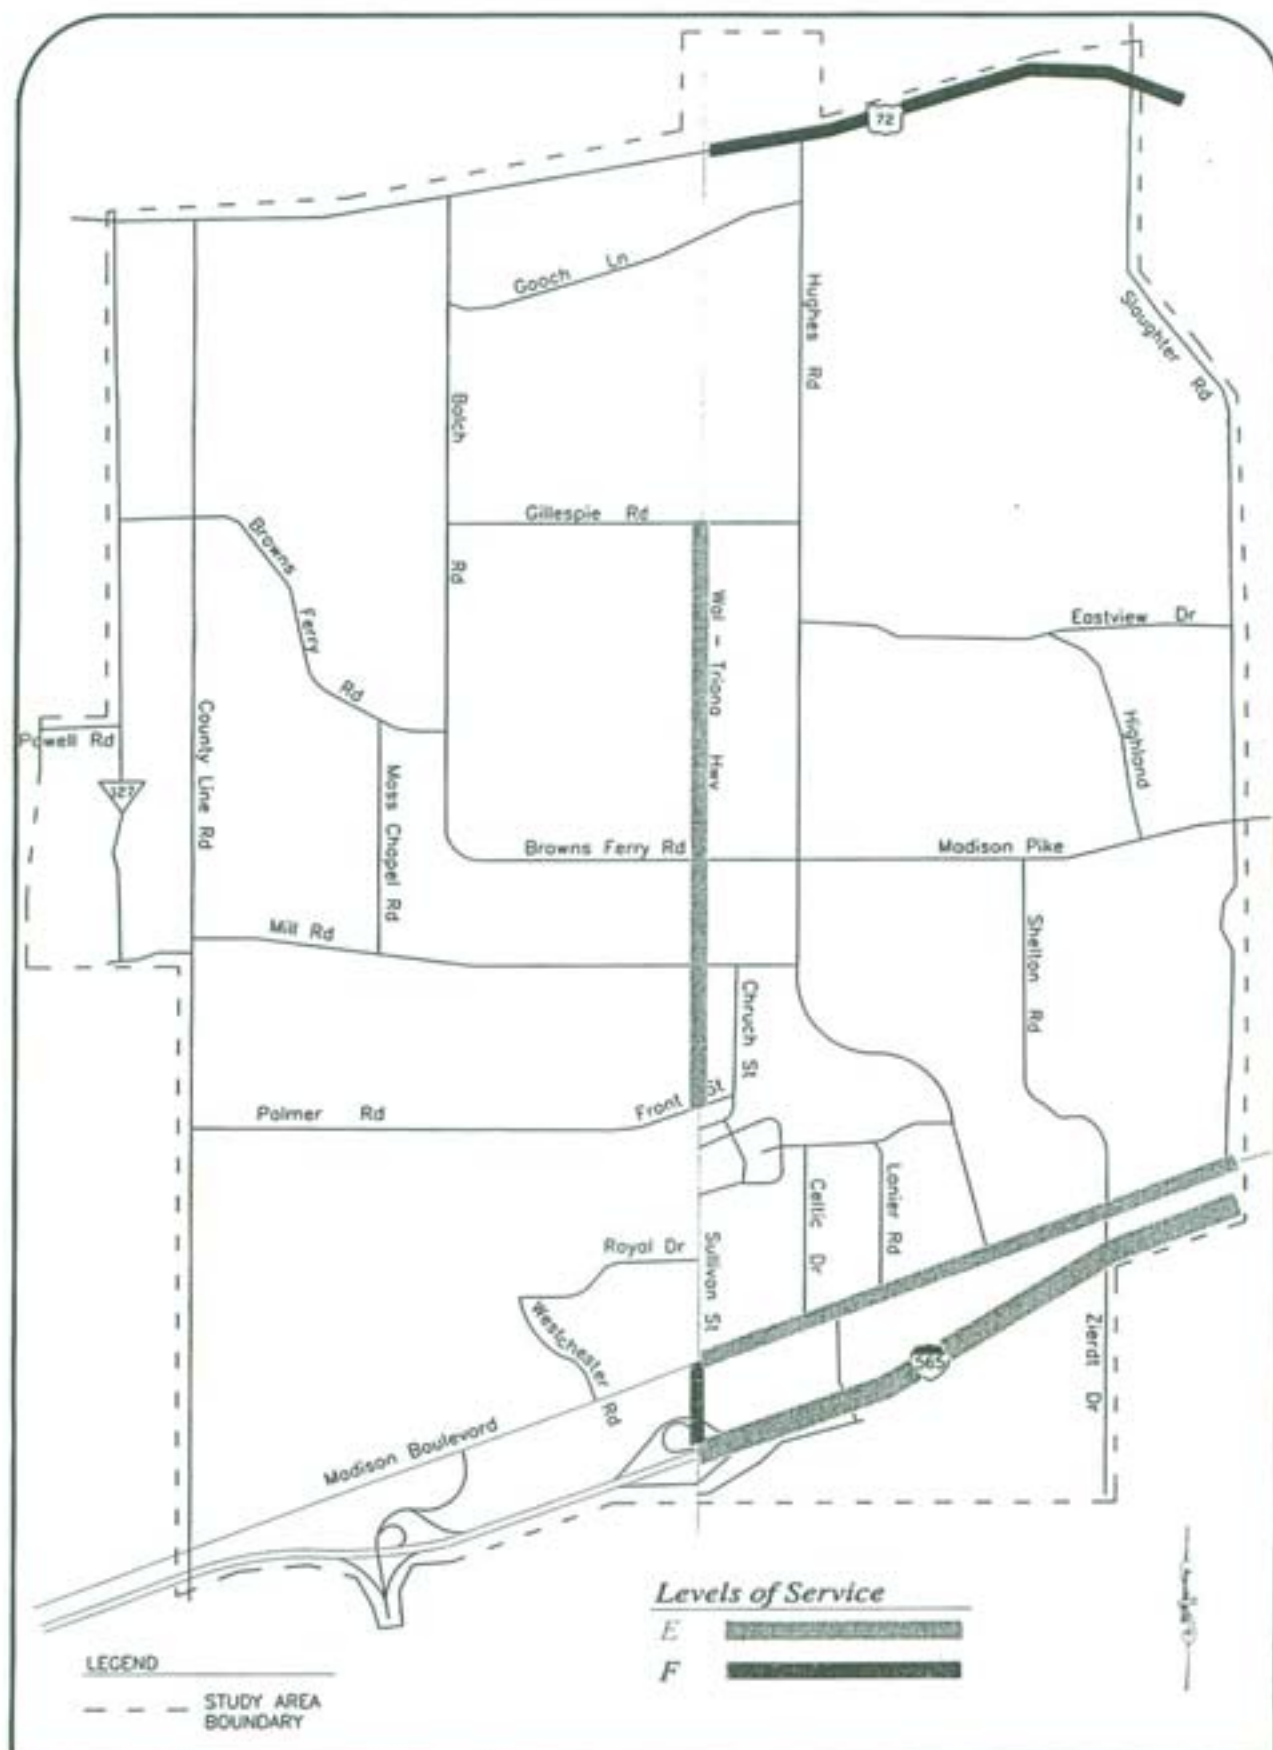 72
Gooch Ln
Hughes Rd
Slaughter Rd
Balch Rd
Gillespie Rd
Browns Ferry Rd
Wal - Triana Hwy
Eastview Dr
Highland
Powell Rd
County Line Rd
Moss Chapel Rd
Browns Ferry Rd
Madison Pike
Mill Rd
Shelton Rd
Chruch St
Palmer Rd
Front St
Celtic Dr
Lanier Rd
Royal Dr
Sullivan St
Westchester Rd
565
Zierdt Dr
Madison Boulevard
Levels of Service
E
F
LEGEND
STUDY AREA
BOUNDARY